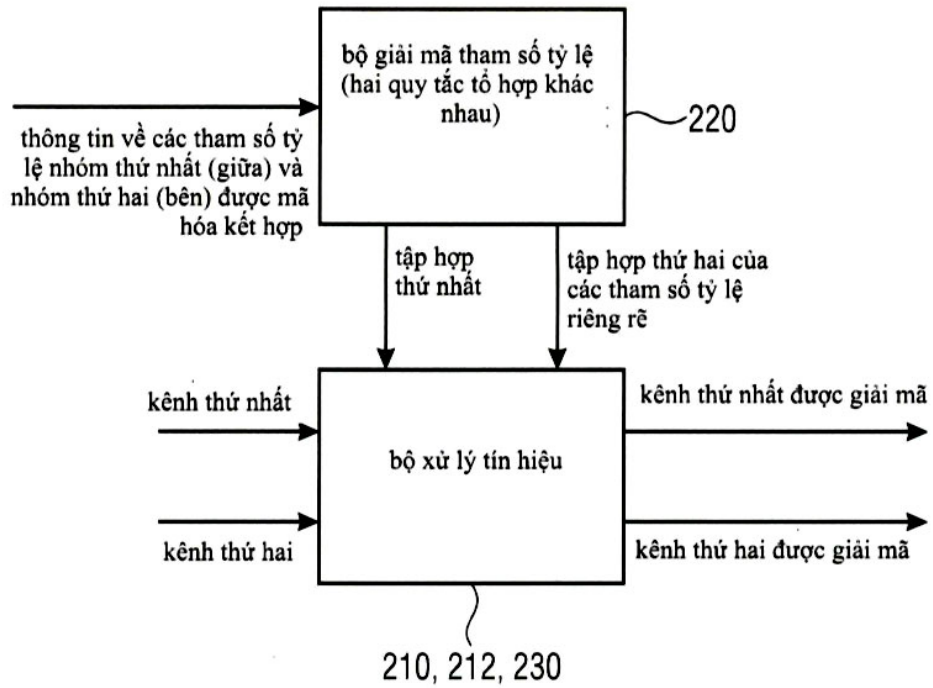 bộ giải mã tham số tỷ lệ
(hai quy tắc tổ hợp khác
nhau)
220
thông tin về các tham số tỷ
lệ nhóm thứ nhất (giữa) và
nhóm thứ hai (bên) được mã
hóa kết hợp
tập hợp
thứ nhất
tập hợp thứ hai của
các tham số tỷ lệ
riêng rẽ
kênh thứ nhất
kênh thứ nhất được giải mã
bộ xử lý tín hiệu
kênh thứ hai
kênh thứ hai được giải mã
210, 212, 230